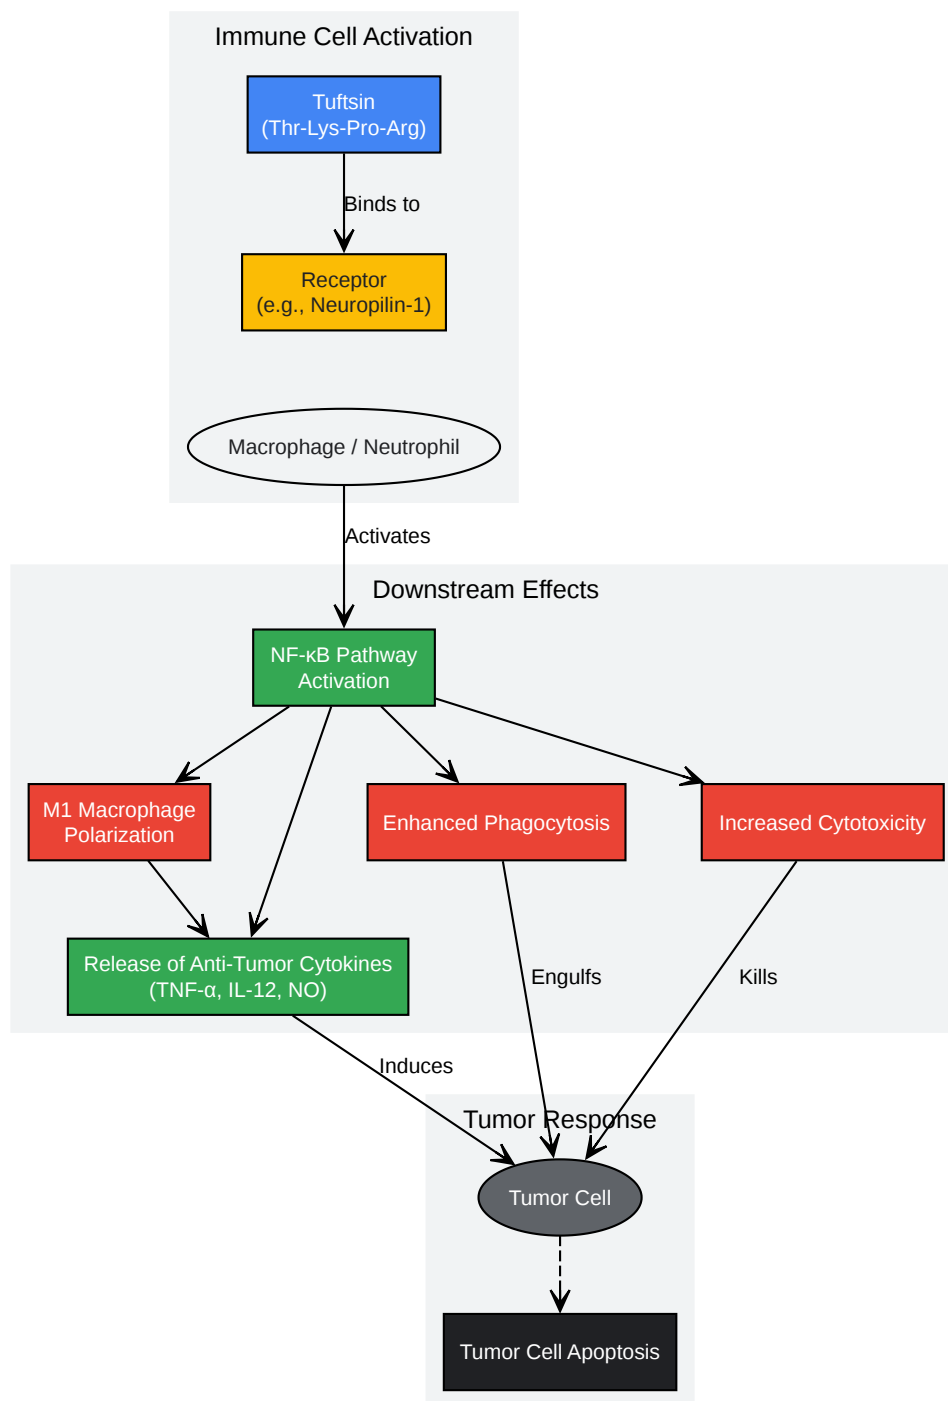 Immune Cell Activation
Tuftsin
(Thr-Lys-Pro-Arg)
Binds to
Receptor
(e.g., Neuropilin-1)
Macrophage / Neutrophil
Activates
Downstream Effects
NF-κB Pathway
Activation
M1 Macrophage
Polarization
Enhanced Phagocytosis
Increased Cytotoxicity
Release of Anti-Tumor Cytokines
(TNF-α, IL-12, NO)
Engulfs
Kills
Induces
Tumor Response
Tumor Cell
Tumor Cell Apoptosis